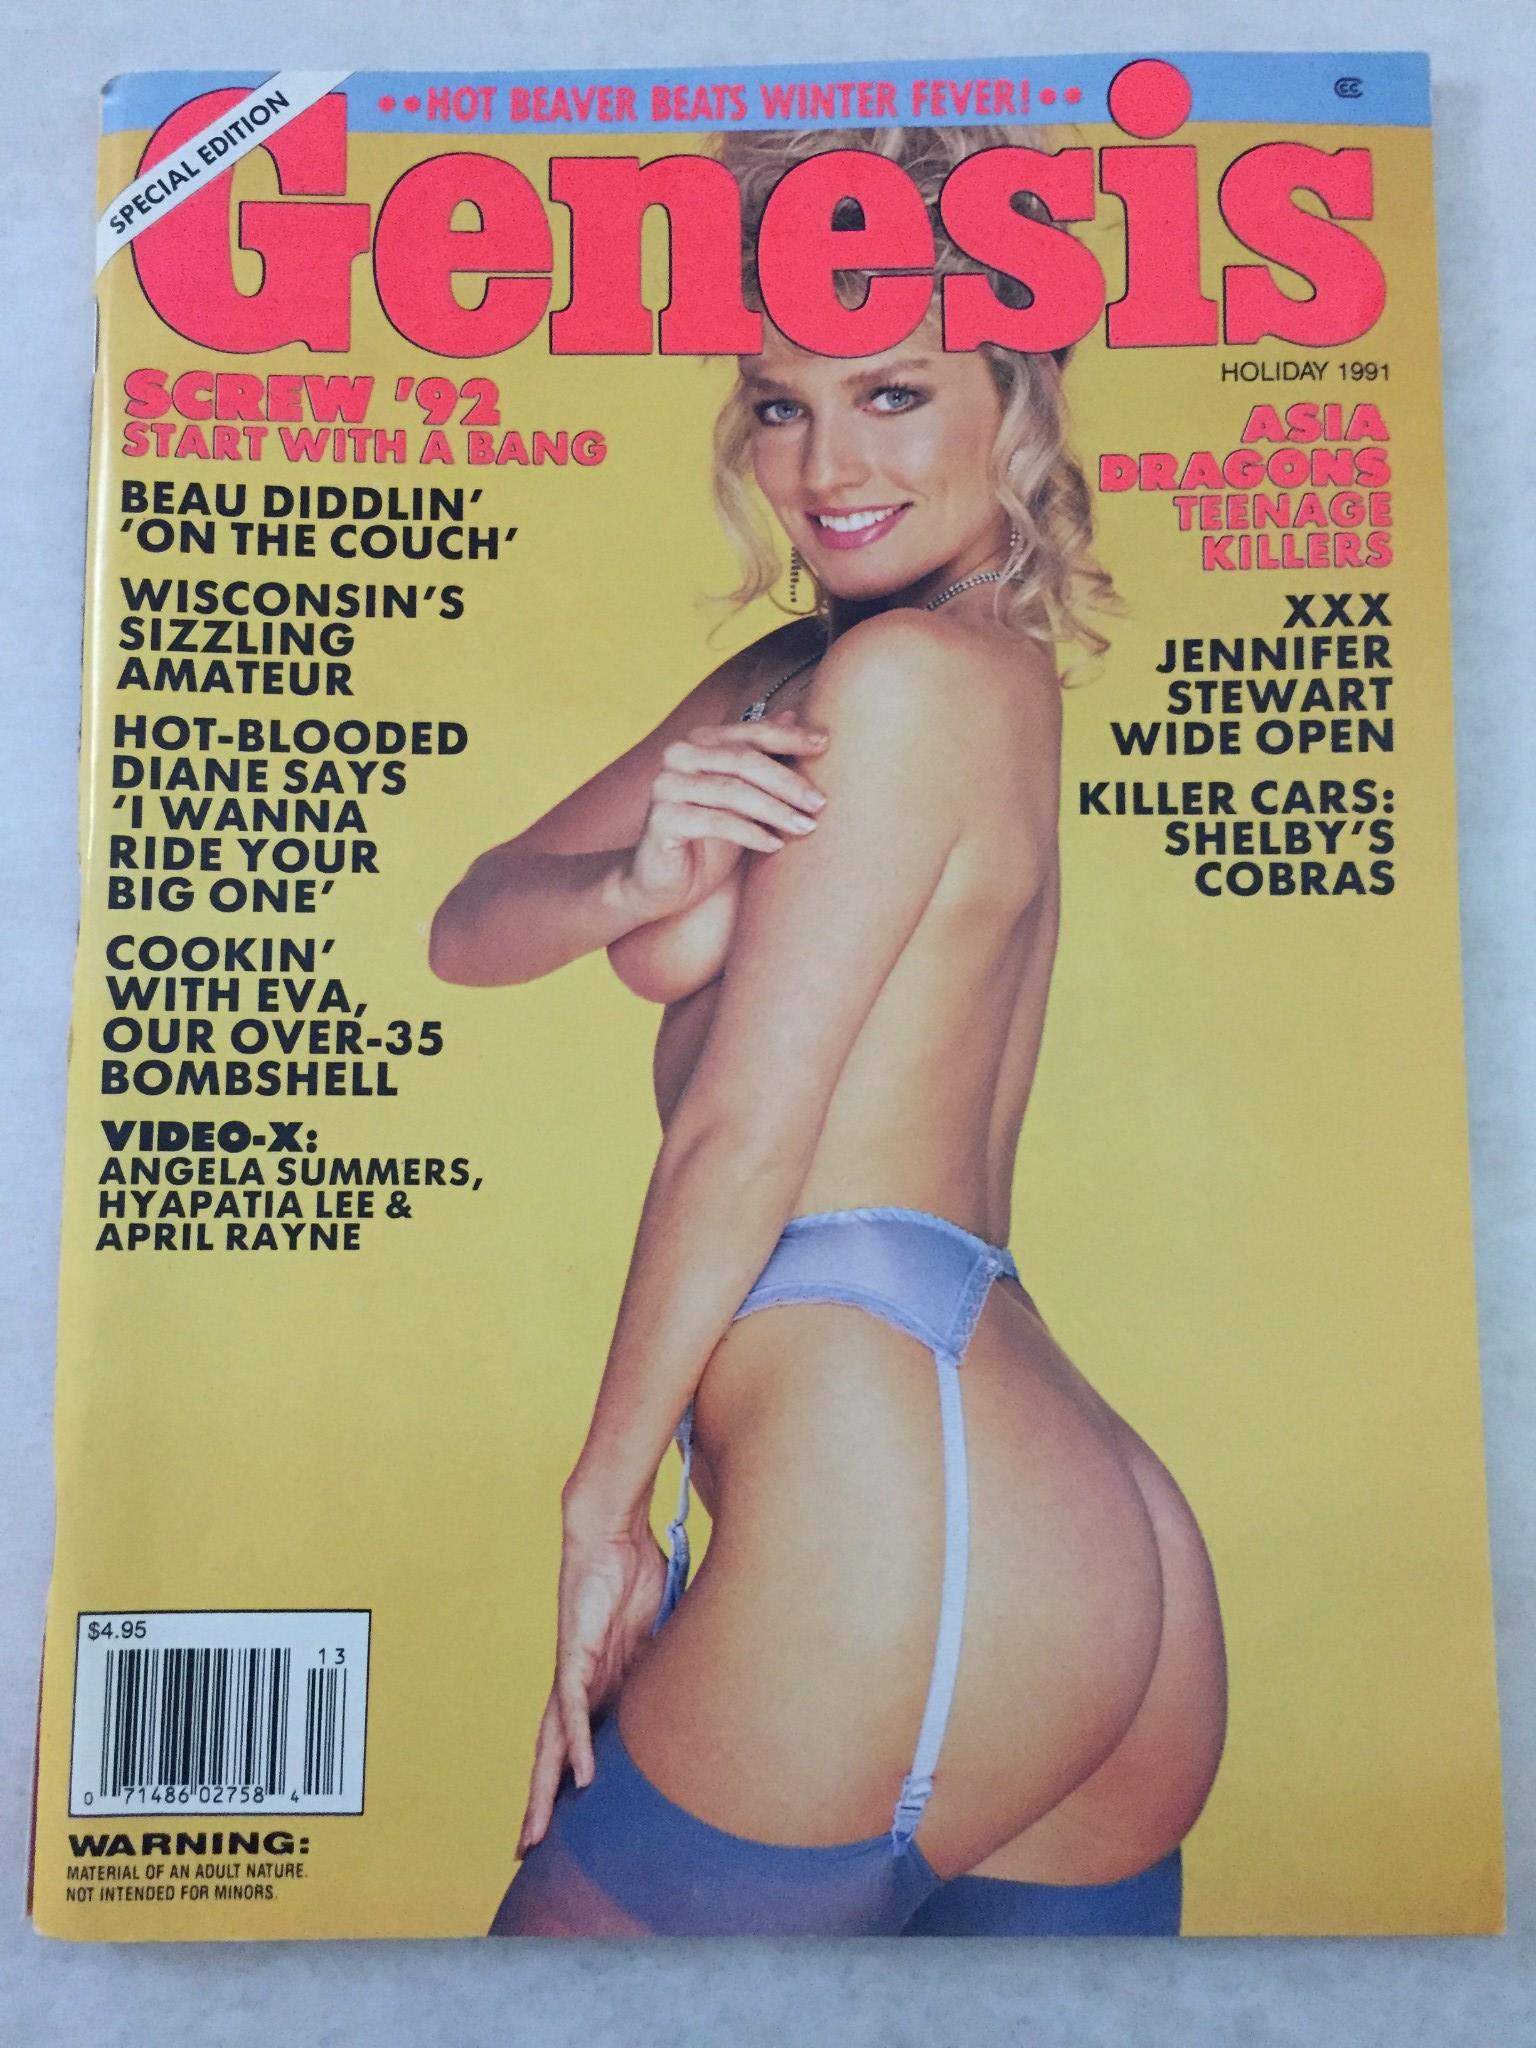 SPECIAL EDITION
••HOT BEAVER BEATS WINTER FEVER!••
CCC
Genesis
HOLIDAY 1991
SCREW '92
START WITH A BANG
BEAU DIDDLIN'
'ON THE COUCH'
WISCONSIN'S
SIZZLING
AMATEUR
HOT-BLOODED
DIANE SAYS
'I WANNA
RIDE YOUR
BIG ONE'
COOKIN'
WITH EVA,
OUR OVER-35
BOMBSHELL
VIDEO-X:
ANGELA SUMMERS,
HYAPATIA LEE &
APRIL RAYNE
ASIA
DRAGONS
TEENAGE
KILLERS
XXX
JENNIFER
STEWART
WIDE OPEN
KILLER CARS:
SHELBY'S
COBRAS
$4.95
13
0 71486 02758 4
WARNING:
MATERIAL OF AN ADULT NATURE.
NOT INTENDED FOR MINORS.